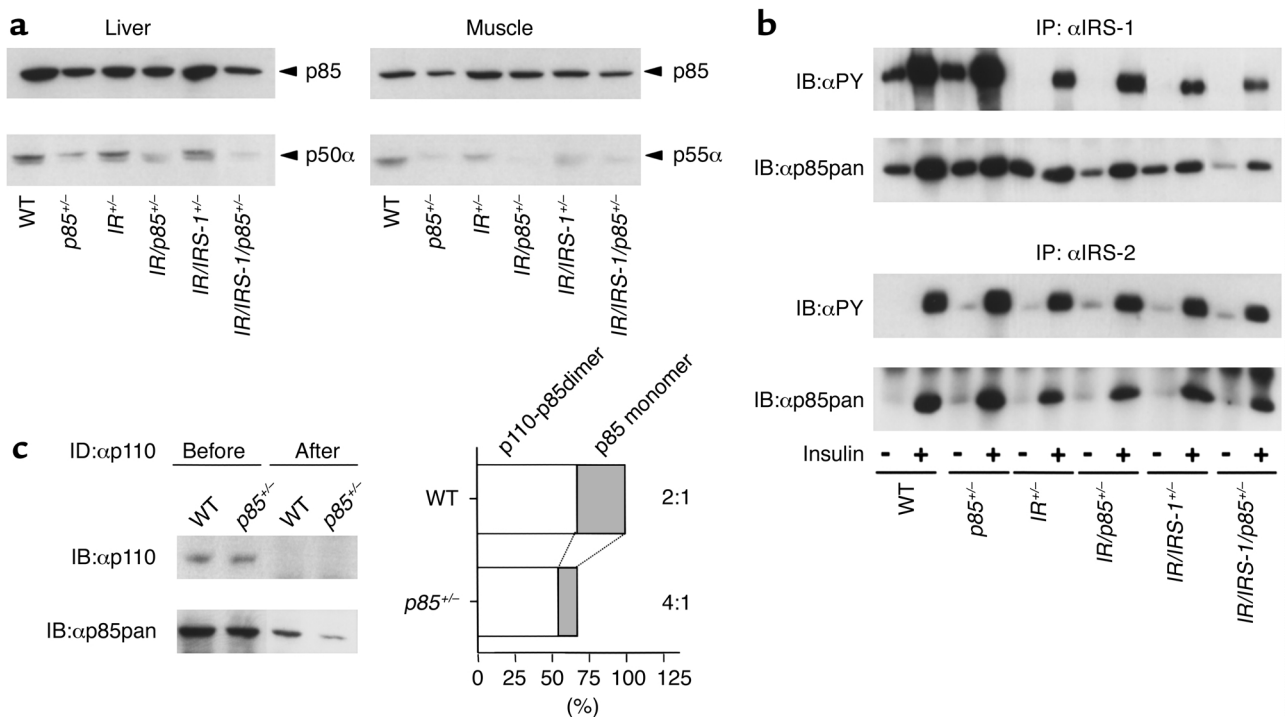 a
Liver
Muscle
p85
p85
p50α
p55α
WT
p85+/–
IR+/–
IR/p85+/–
IR/IRS-1+/–
IR/IRS-1/p85+/–
WT
p85+/–
IR+/–
IR/p85+/–
IR/IRS-1+/–
IR/IRS-1/p85+/–
b
IP: αIRS-1
IB:αPY
IB:αp85pan
IP: αIRS-2
IB:αPY
IB:αp85pan
Insulin - + - + - + - + - + - +
WT
p85+/–
IR+/–
IR/p85+/–
IR/IRS-1+/–
IR/IRS-1/p85+/–
c
ID:αp110 Before After
WT
p85+/–
WT
p85+/–
IB:αp110
IB:αp85pan
p110-p85dimer
p85 monomer
WT 2:1
p85+/– 4:1
0 25 50 75 100 125
(%)